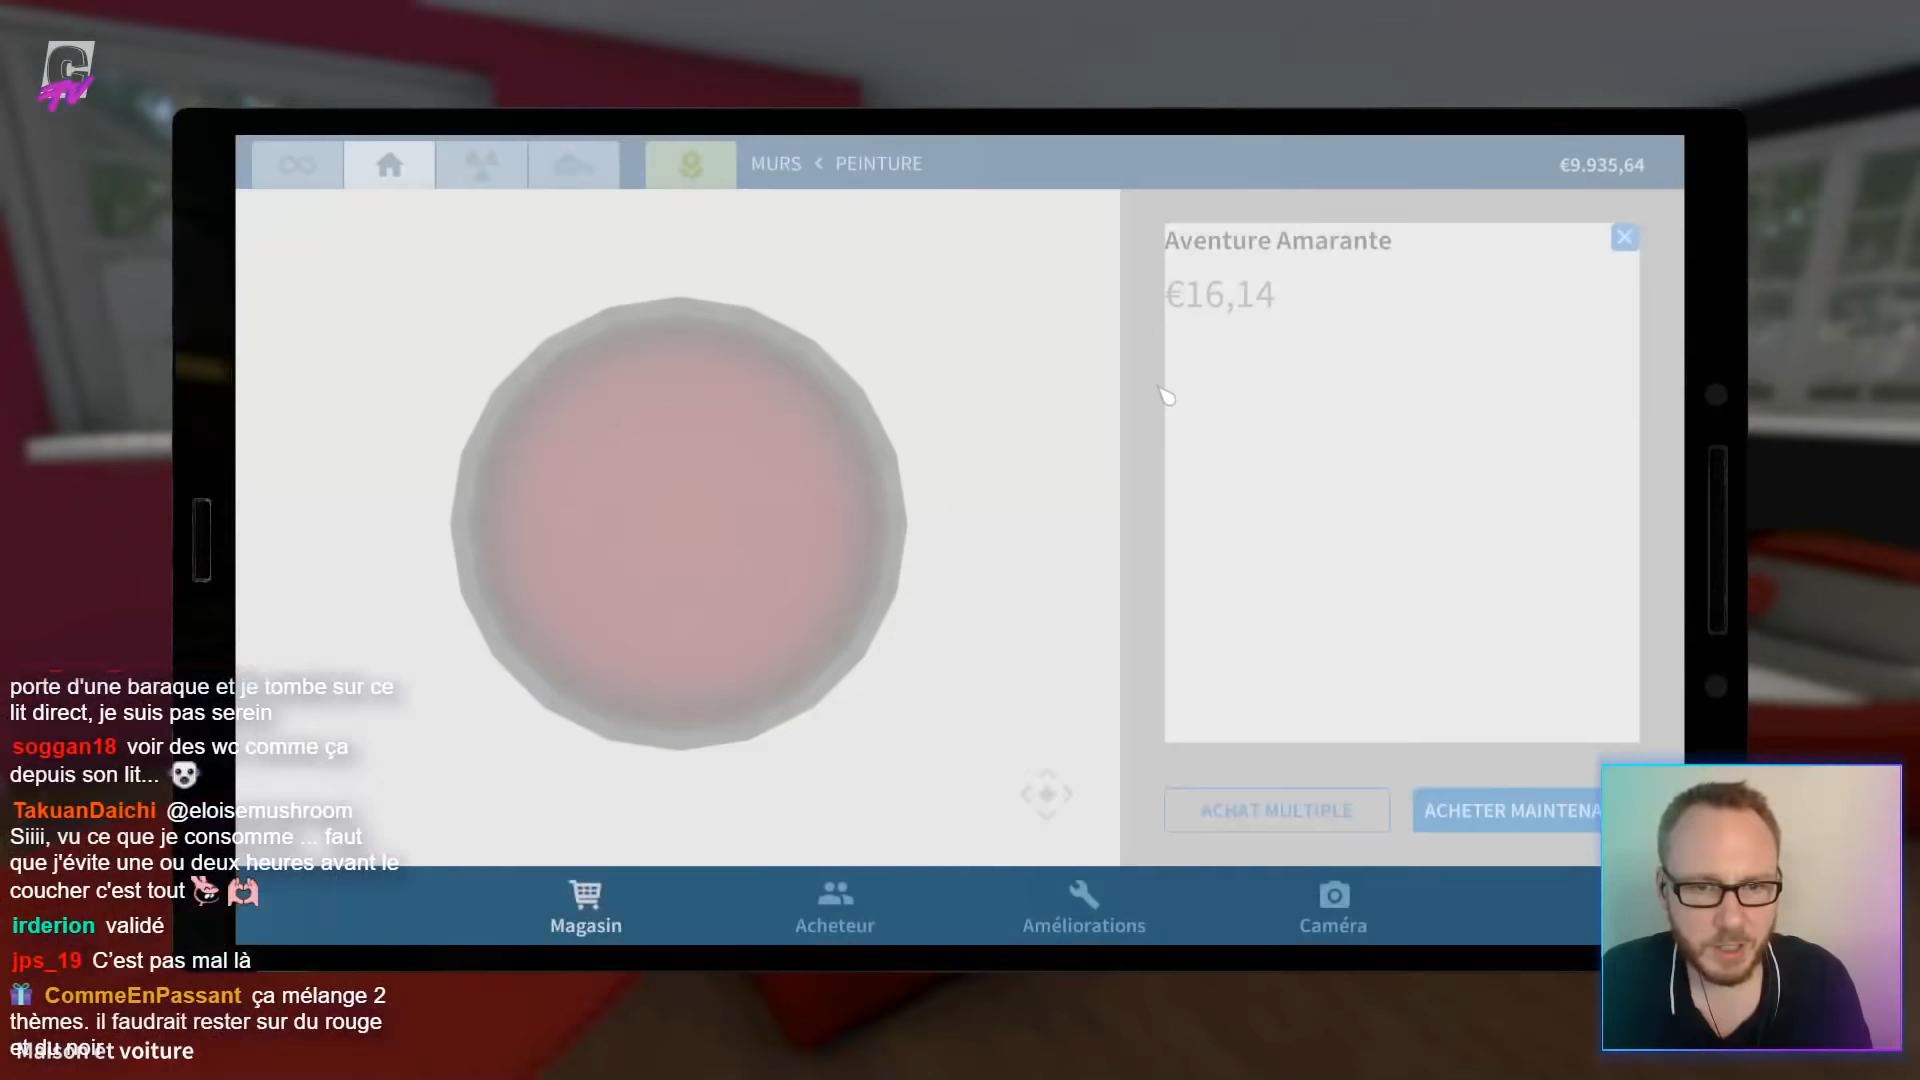 C
TV
MURS < PEINTURE
€9.935,64
Aventure Amarante
€16,14
ACHAT MULTIPLE
ACHETER MAINTENA
Magasin
Acheteur
Améliorations
Caméra
porte d'une baraque et je tombe sur ce
lit direct, je suis pas serein
soggan18 voir des wc comme ça
depuis son lit...
TakuanDaichi @eloisemushroom
Siiii, vu ce que je consomme ... faut
que j'évite une ou deux heures avant le
coucher c'est tout
irderion validé
jps_19 C'est pas mal là
CommeEnPassant ça mélange 2
thèmes. il faudrait rester sur du rouge
et du noir
Maison et voiture